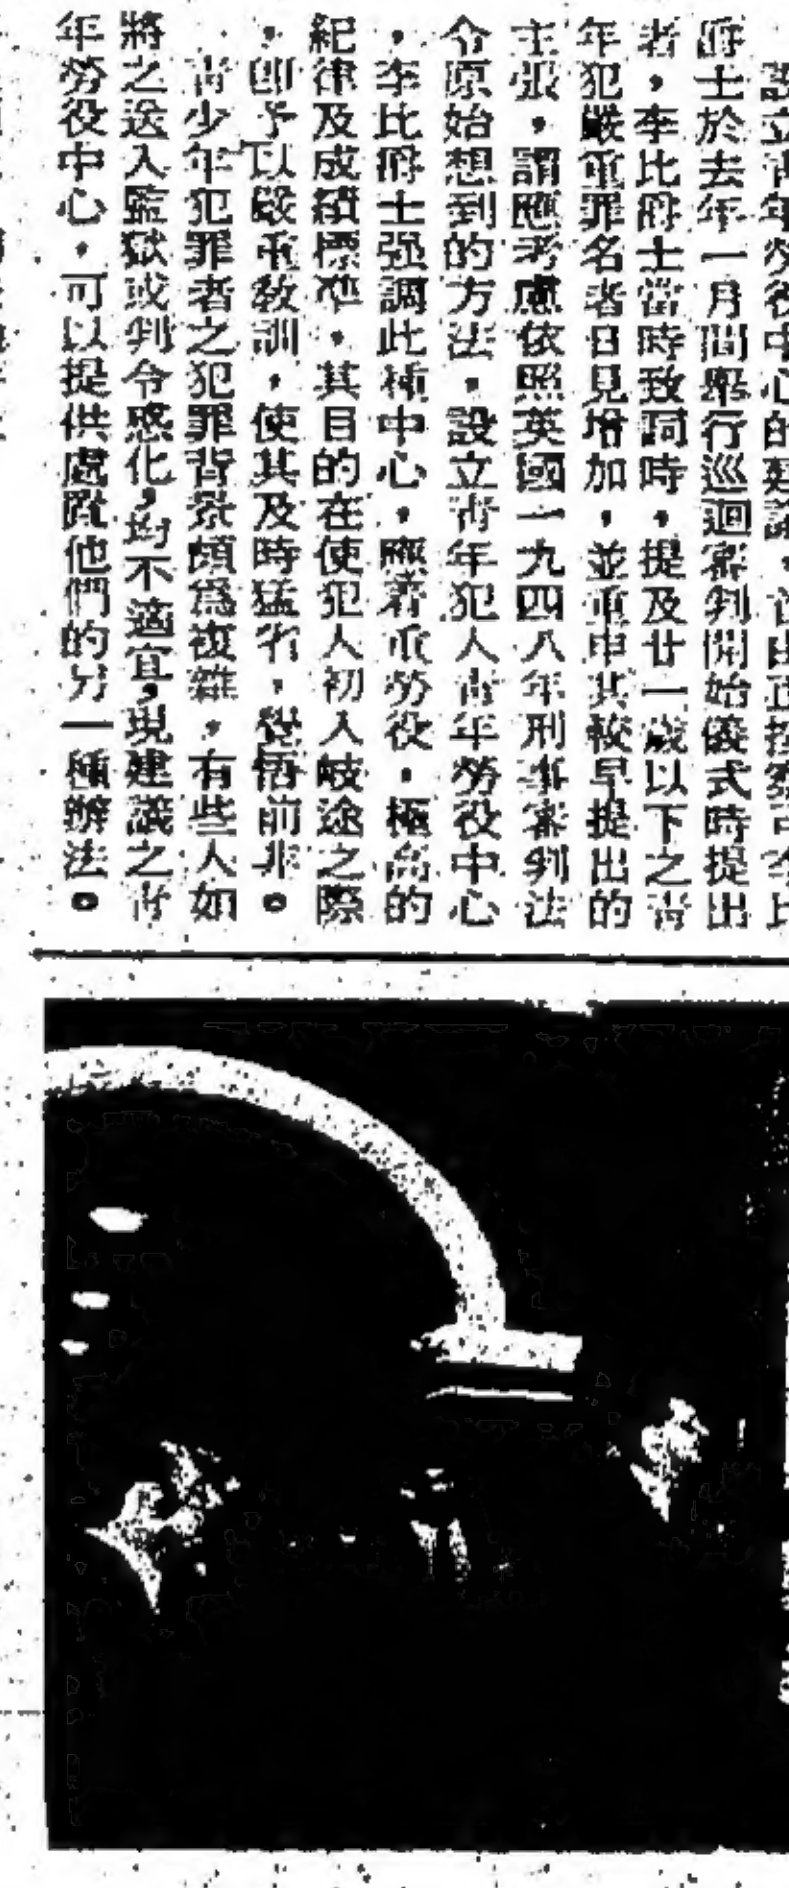 設立青年勞役中心的建議，首由正按察司李比
爵士於去年一月間舉行巡迴審判開始儀式時提出
者，李比爵士當時致詞時，提及廿一歲以下之青
年犯嚴重罪名者日見增加，並重申其較早提出的
主張，謂應考慮依照英國一九四八年刑事審判法
令原始想到的方法，設立青年犯人青年勞役中心
，李比爵士强調此種中心，應著重勞役，極高的
紀律及成績標準，其目的在使犯人初入岐途之際
，卽予以嚴重敎訓，使其及時猛省，覺悟前非。
青少年犯罪者之犯罪背景頗爲複雜，有些人如
將之送入監獄或判令感化，均不適宜，現建議之青
年勞役中心，可以提供處置他們的另一種辦法。